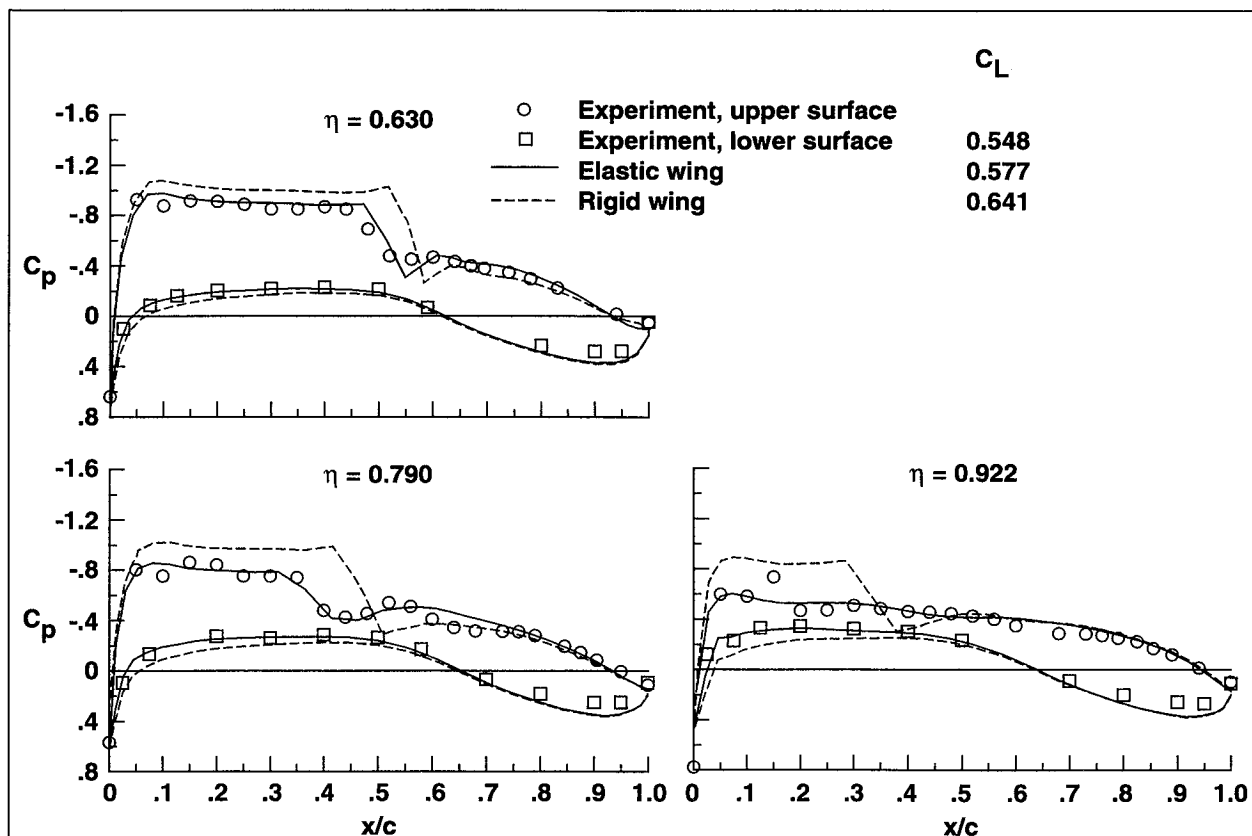 C_L
Experiment, upper surface
Experiment, lower surface 0.548
Elastic wing 0.577
Rigid wing 0.641
η = 0.630
-1.6
-1.2
-.8
-.4
0
.4
.8
C_p
η = 0.790
-1.6
-1.2
-.8
-.4
0
.4
.8
C_p
0 .1 .2 .3 .4 .5 .6 .7 .8 .9 1.0
x/c
η = 0.922
0 .1 .2 .3 .4 .5 .6 .7 .8 .9 1.0
x/c